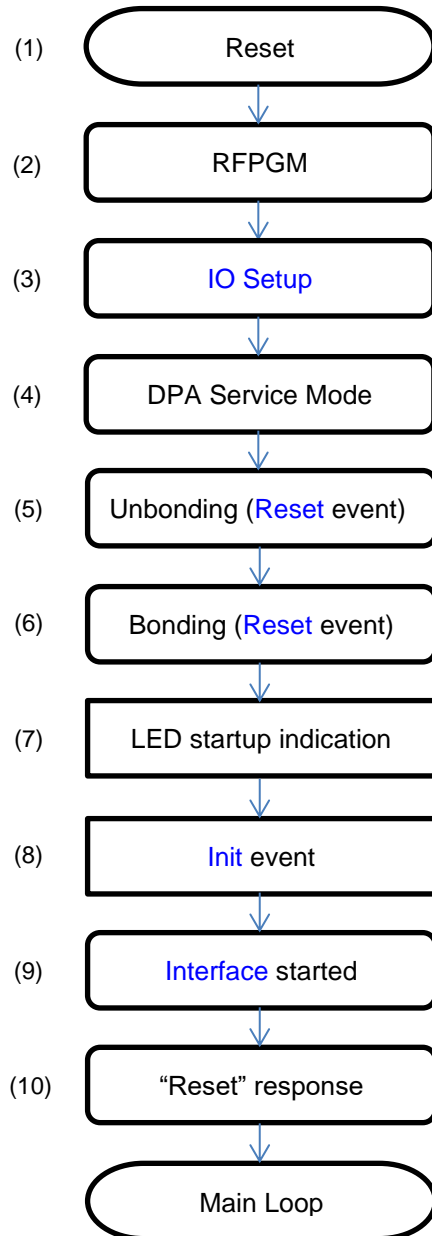 (1) Reset
(2) RFPGM
(3) IO Setup
(4) DPA Service Mode
(5) Unbonding (Reset event)
(6) Bonding (Reset event)
(7) LED startup indication
(8) Init event
(9) Interface started
(10) “Reset” response
Main Loop